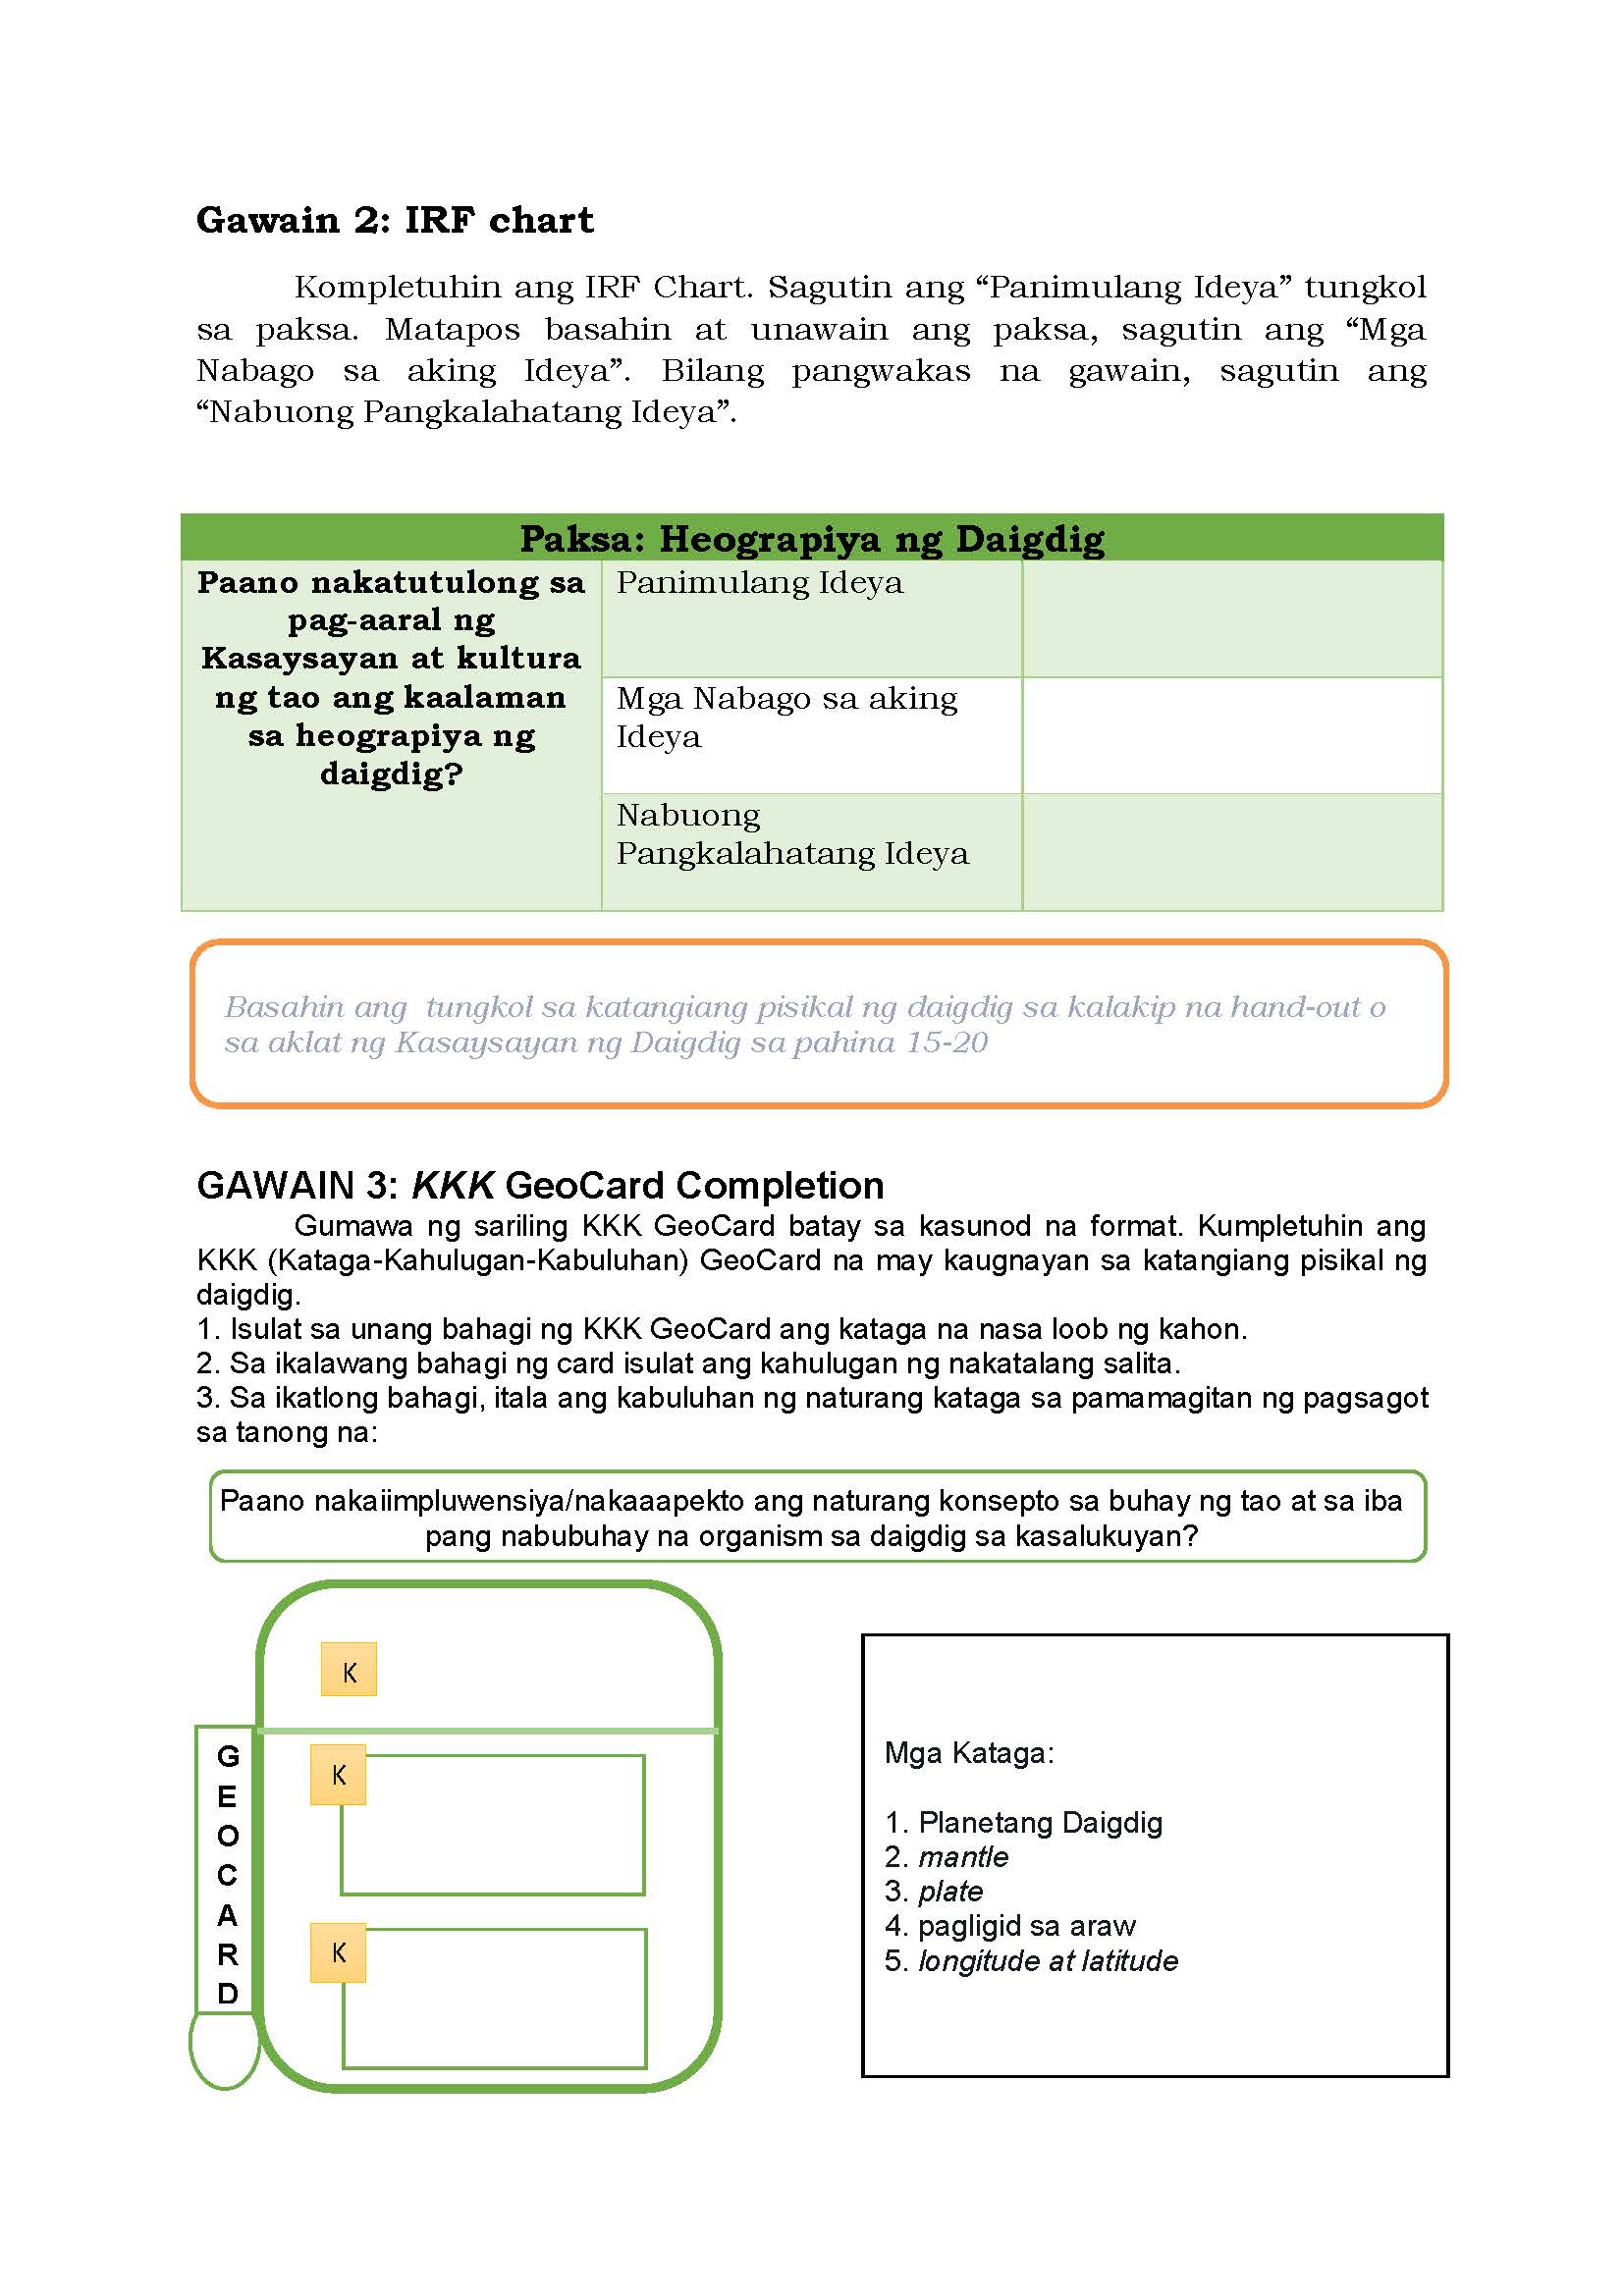 Gawain 2: IRF chart
Kompletuhin ang IRF Chart. Sagutin ang “Panimulang Ideya” tungkol
sa paksa. Matapos basahin at unawain ang paksa, sagutin ang “Mga
Nabago sa aking Ideya”. Bilang pangwakas na gawain, sagutin ang
“Nabuong Pangkalahatang Ideya”.
Paksa: Heograpiya ng Daigdig
Paano nakatutulong sa
pag-aaral ng
Kasaysayan at kultura
ng tao ang kaalaman
sa heograpiya ng
daigdig?
Panimulang Ideya
Mga Nabago sa aking
Ideya
Nabuong
Pangkalahatang Ideya
Basahin ang tungkol sa katangiang pisikal ng daigdig sa kalakip na hand-out o
sa aklat ng Kasaysayan ng Daigdig sa pahina 15-20
GAWAIN 3: KKK GeoCard Completion
Gumawa ng sariling KKK GeoCard batay sa kasunod na format. Kumpletuhin ang
KKK (Kataga-Kahulugan-Kabuluhan) GeoCard na may kaugnayan sa katangiang pisikal ng
daigdig.
1. Isulat sa unang bahagi ng KKK GeoCard ang kataga na nasa loob ng kahon.
2. Sa ikalawang bahagi ng card isulat ang kahulugan ng nakatalang salita.
3. Sa ikatlong bahagi, itala ang kabuluhan ng naturang kataga sa pamamagitan ng pagsagot
sa tanong na:
Paano nakaiimpluwensiya/nakaaapekto ang naturang konsepto sa buhay ng tao at sa iba
pang nabubuhay na organism sa daigdig sa kasalukuyan?
K
K
K
G
E
O
C
A
R
D
Mga Kataga:
1. Planetang Daigdig
2. mantle
3. plate
4. pagligid sa araw
5. longitude at latitude